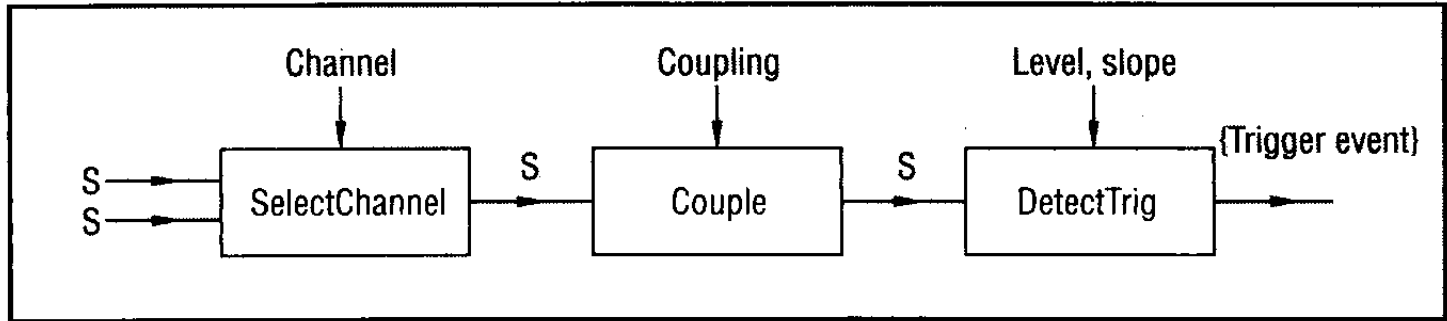 Channel
Coupling
Level, slope
{Trigger event}
S
S
SelectChannel
S
Couple
S
DetectTrig